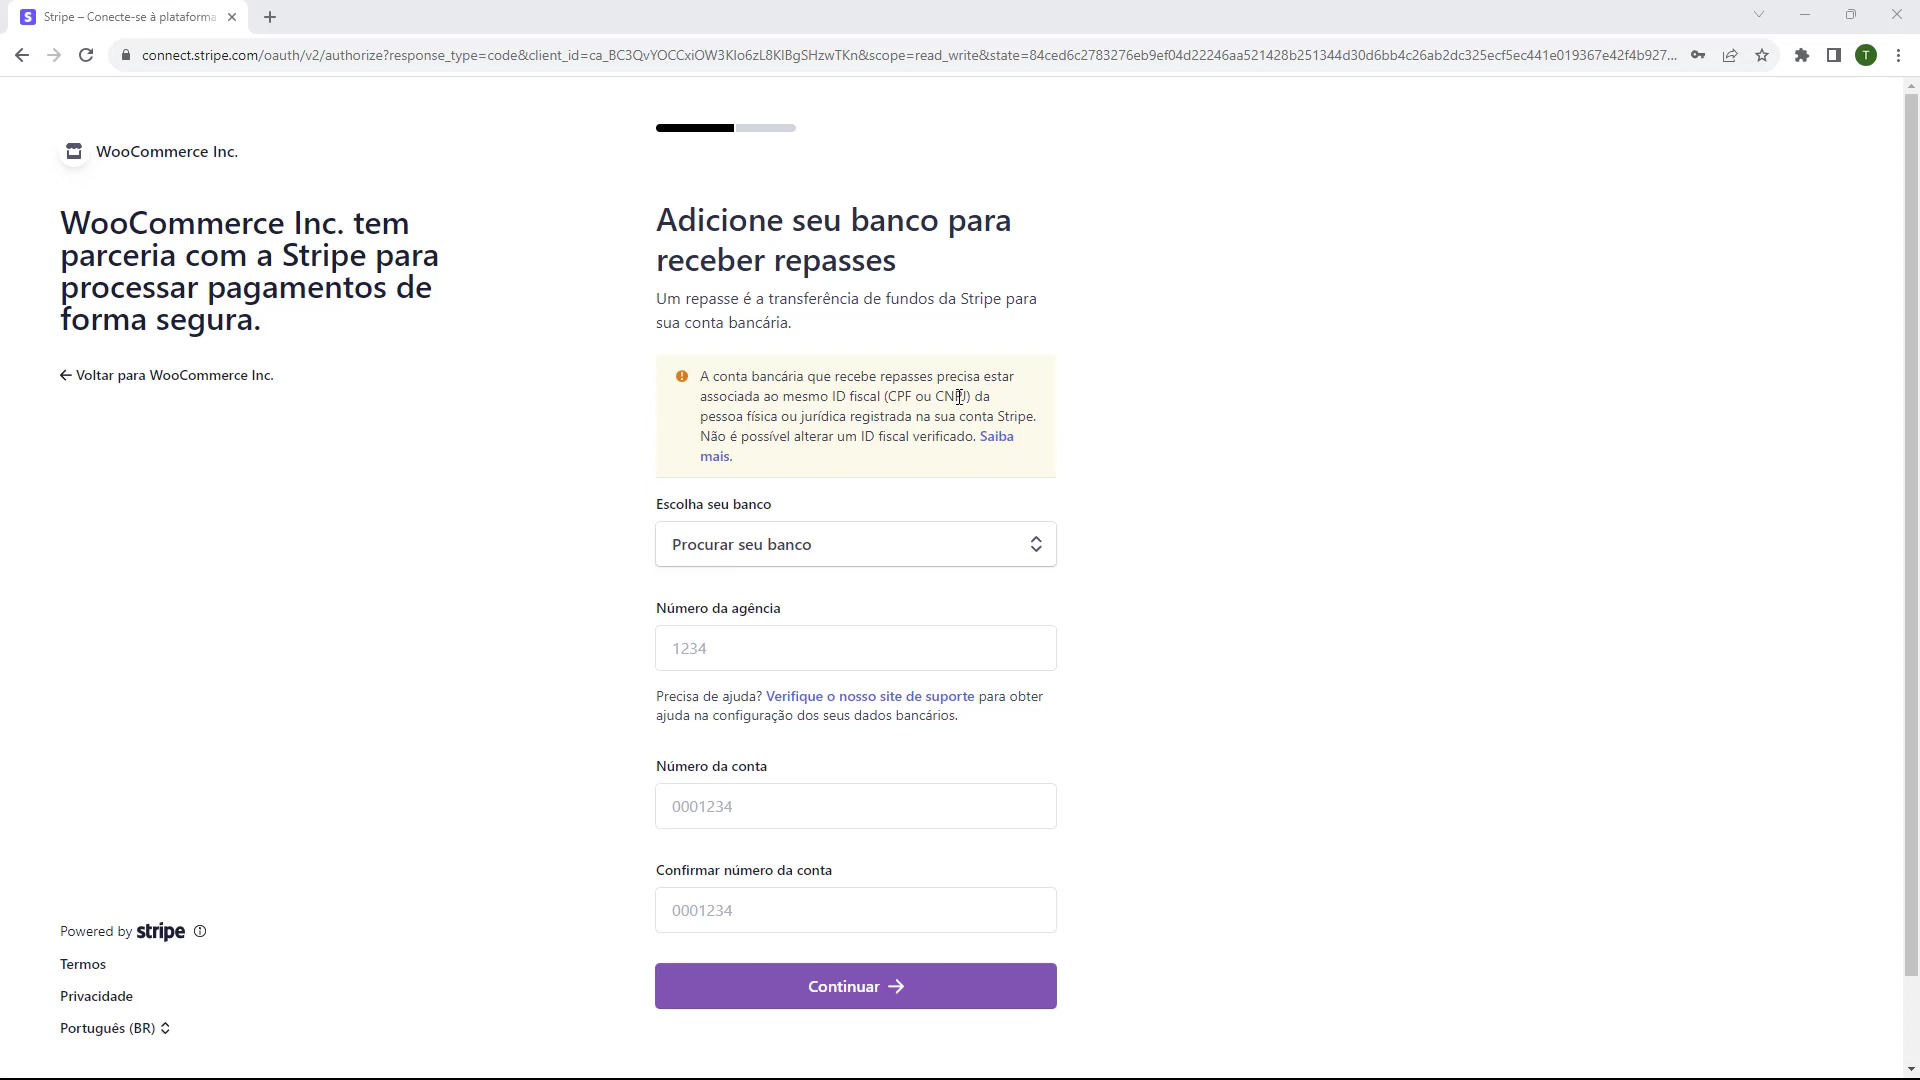 Stripe – Conecte-se à plataforma
connect.stripe.com/oauth/v2/authorize?response_type=code&client_id=ca_BC3QvYOCCxiOW3Klo6zL8KlBgSHzwTKn&scope=read_write&state=84ced6c2783276eb9ef04d22246aa521428b251344d30d6bb4c26ab2dc325ecf5ec441e019367e42f4b927...
T
WooCommerce Inc.
WooCommerce Inc. tem
parceria com a Stripe para
processar pagamentos de
forma segura.
Voltar para WooCommerce Inc.
Adicione seu banco para
receber repasses
Um repasse é a transferência de fundos da Stripe para
sua conta bancária.
A conta bancária que recebe repasses precisa estar
associada ao mesmo ID fiscal (CPF ou CNPJ) da
pessoa física ou jurídica registrada na sua conta Stripe.
Não é possível alterar um ID fiscal verificado. Saiba
mais.
Escolha seu banco
Procurar seu banco
Número da agência
1234
Precisa de ajuda? Verifique o nosso site de suporte para obter
ajuda na configuração dos seus dados bancários.
Número da conta
0001234
Confirmar número da conta
0001234
Continuar
Powered by stripe
Termos
Privacidade
Português (BR)